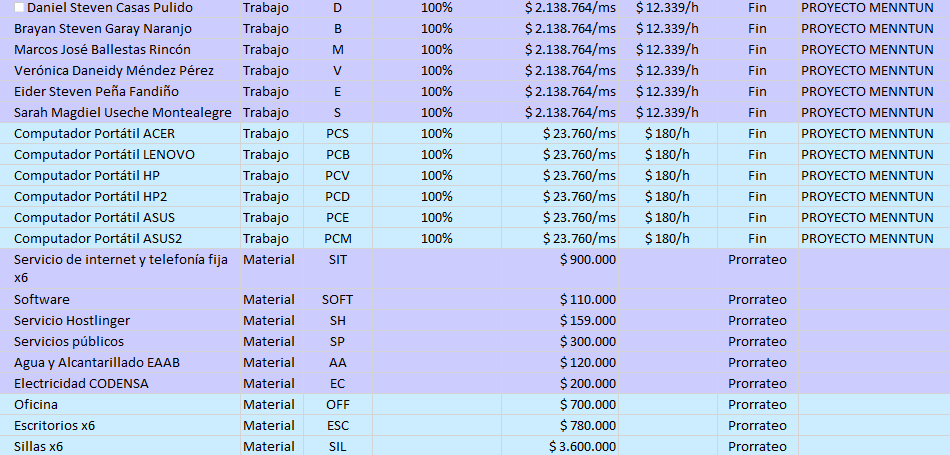 Daniel Steven Casas Pulido Trabajo D 100% $ 2.138.764/ms $ 12.339/h Fin PROYECTO MENNTUN
Brayan Steven Garay Naranjo Trabajo B 100% $ 2.138.764/ms $ 12.339/h Fin PROYECTO MENNTUN
Marcos José Ballestas Rincón Trabajo M 100% $ 2.138.764/ms $ 12.339/h Fin PROYECTO MENNTUN
Verónica Daneidy Méndez Pérez Trabajo V 100% $ 2.138.764/ms $ 12.339/h Fin PROYECTO MENNTUN
Eider Steven Peña Fandiño Trabajo E 100% $ 2.138.764/ms $ 12.339/h Fin PROYECTO MENNTUN
Sarah Magdiel Useche Montealegre Trabajo S 100% $ 2.138.764/ms $ 12.339/h Fin PROYECTO MENNTUN
Computador Portátil ACER Trabajo PCS 100% $ 23.760/ms $ 180/h Fin PROYECTO MENNTUN
Computador Portátil LENOVO Trabajo PCB 100% $ 23.760/ms $ 180/h Fin PROYECTO MENNTUN
Computador Portátil HP Trabajo PCV 100% $ 23.760/ms $ 180/h Fin PROYECTO MENNTUN
Computador Portátil HP2 Trabajo PCD 100% $ 23.760/ms $ 180/h Fin PROYECTO MENNTUN
Computador Portátil ASUS Trabajo PCE 100% $ 23.760/ms $ 180/h Fin PROYECTO MENNTUN
Computador Portátil ASUS2 Trabajo PCM 100% $ 23.760/ms $ 180/h Fin PROYECTO MENNTUN
Servicio de internet y telefonía fija Material SIT $ 900.000 Prorrateo
x6
Software Material SOFT $ 110.000 Prorrateo
Servicio Hostlinger Material SH $ 159.000 Prorrateo
Servicios públicos Material SP $ 300.000 Prorrateo
Agua y Alcantarillado EAAB Material AA $ 120.000 Prorrateo
Electricidad CODENSA Material EC $ 200.000 Prorrateo
Oficina Material OFF $ 700.000 Prorrateo
Escritorios x6 Material ESC $ 780.000 Prorrateo
Sillas x6 Material SIL $ 3.600.000 Prorrateo